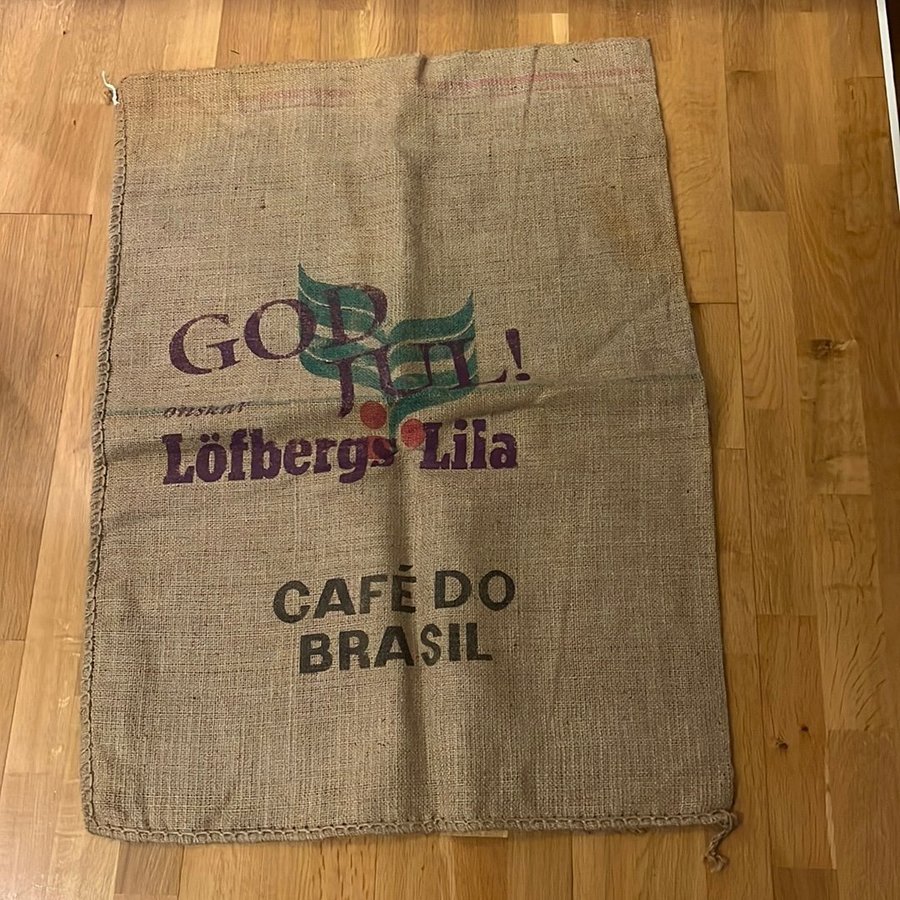 GOD
JUL!
önskar
Löfbergs Lila
CAFÉ DO
BRASIL